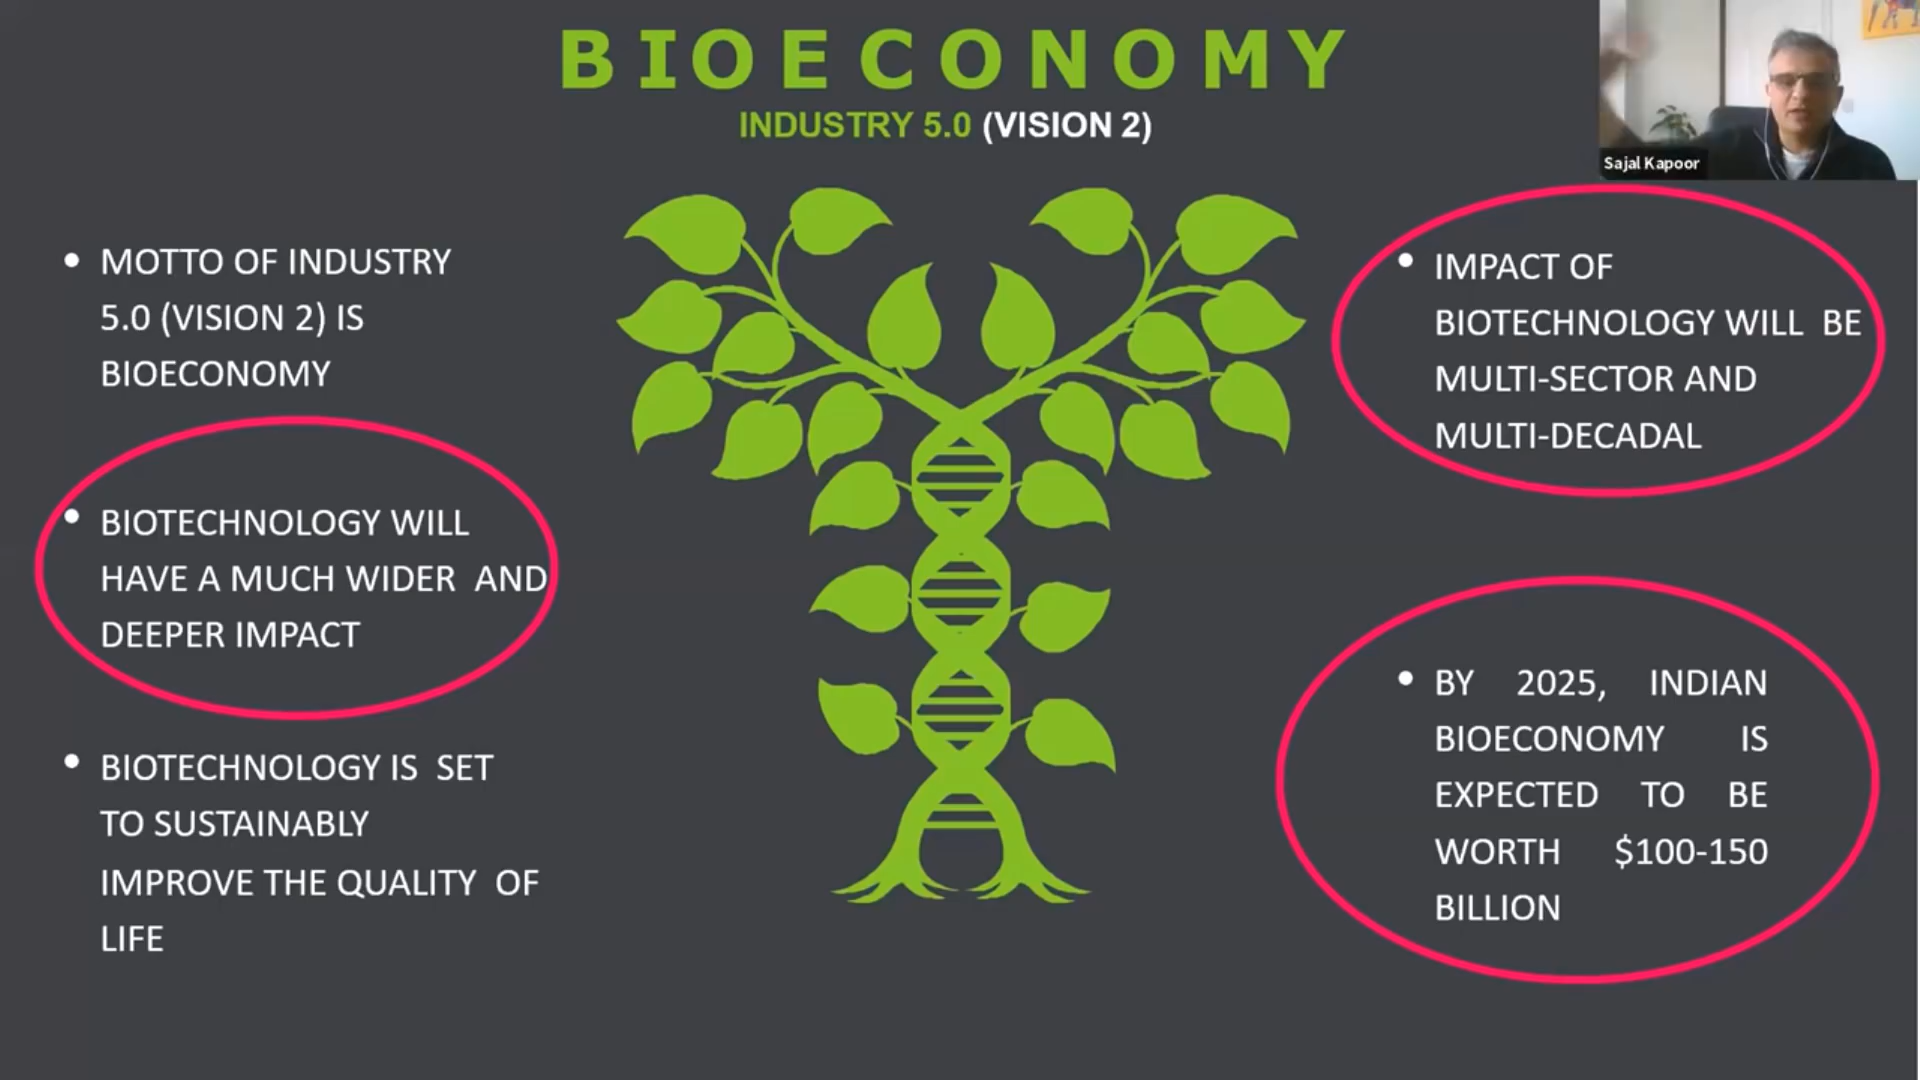 BIOECONOMY
INDUSTRY 5.0 (VISION 2)
Sajal Kapoor
• MOTTO OF INDUSTRY
5.0 (VISION 2) IS
BIOECONOMY
• BIOTECHNOLOGY WILL
HAVE A MUCH WIDER AND
DEEPER IMPACT
• BIOTECHNOLOGY IS SET
TO SUSTAINABLY
IMPROVE THE QUALITY OF
LIFE
• IMPACT OF
BIOTECHNOLOGY WILL BE
MULTI-SECTOR AND
MULTI-DECADAL
• BY 2025, INDIAN
BIOECONOMY IS
EXPECTED TO BE
WORTH $100-150
BILLION